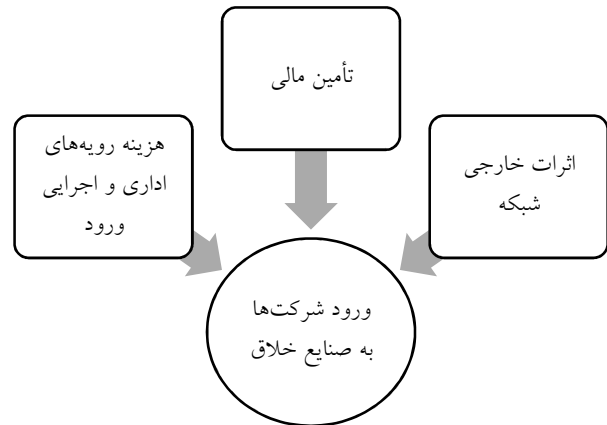 تأمین مالی
اثرات خارجی
شبکه
هزینه رویه‌های
اداری و اجرایی
ورود
ورود شرکت‌ها
به صنایع خلاق